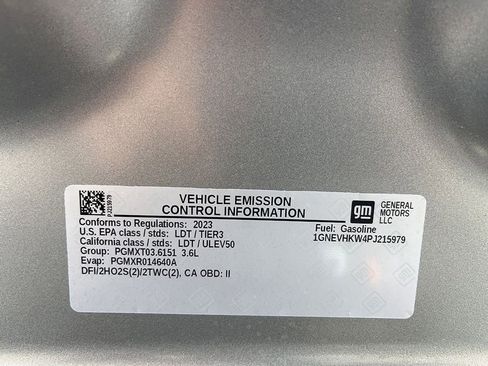 PJ215979
VEHICLE EMISSION
CONTROL INFORMATION
gm
GENERAL
MOTORS
LLC
Conforms to Regulations: 2023
Fuel: Gasoline
U.S. EPA class / stds: LDT / TIER3
1GNEVHKW4PJ215979
California class / stds: LDT / ULEV50
Group: PGMXT03.6151 3.6L
Evap: PGMXR014640A
DFI/2HO2S(2)/2TWC(2), CA OBD: II